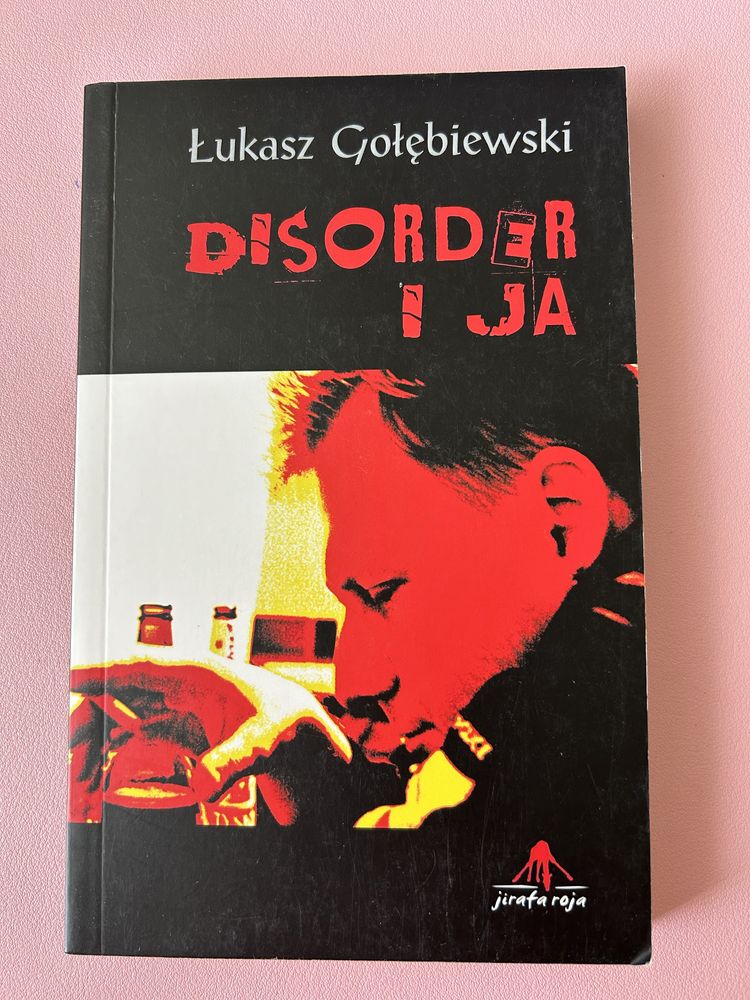 Łukasz Gołębiewski
DISORDER
I JA
jirafa roja